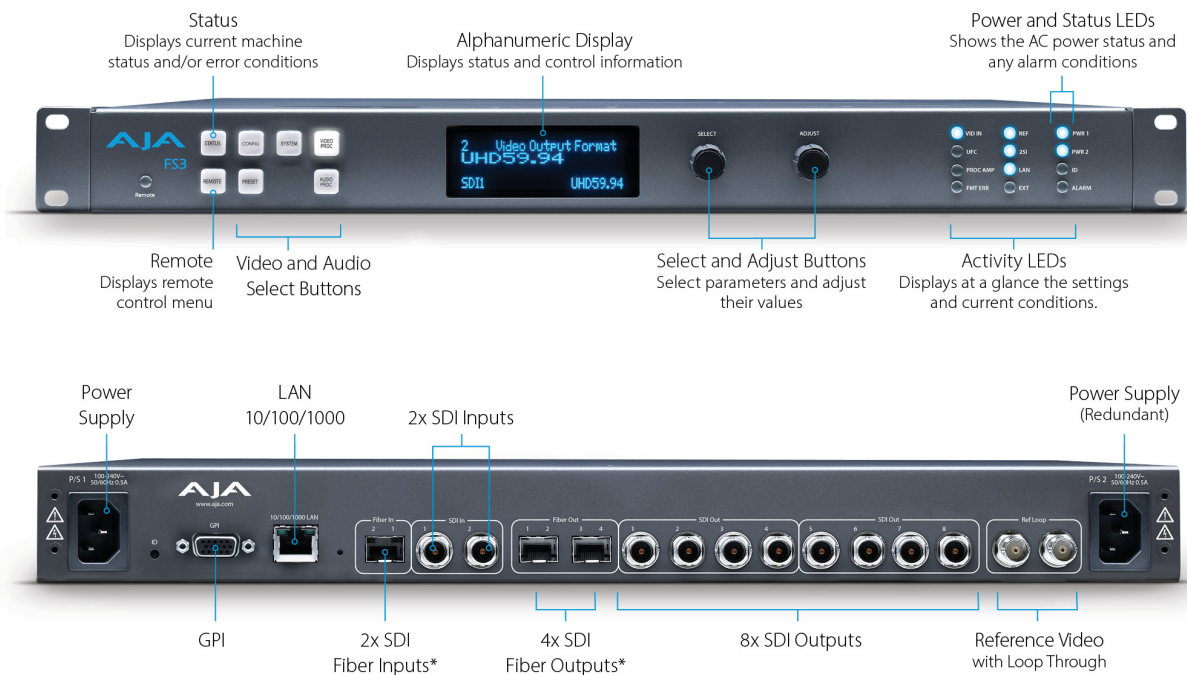 Status
Displays current machine
status and/or error conditions
Alphanumeric Display
Displays status and control information
Power and Status LEDs
Shows the AC power status and
any alarm conditions
AJA
FS3
Remote
STATUS
CONFIG
SYSTEM
VIDEO PROC
REMOTE
PRESET
AUDIO PROC
2 Video Output Format
UHD59.94
SDI1 UHD59.94
SELECT
ADJUST
VID IN
UFC
PROC AMP
FMT ERR
REF
2SI
LAN
EXT
PWR 1
PWR 2
ID
ALARM
Remote
Displays remote
control menu
Video and Audio
Select Buttons
Select and Adjust Buttons
Select parameters and adjust
their values
Activity LEDs
Displays at a glance the settings
and current conditions.
Power
Supply
LAN
10/100/1000
2x SDI Inputs
Power Supply
(Redundant)
P/S 1 100-240V~
50/60Hz 0.5A
AJA
www.aja.com
ID
GPI
10/100/1000 LAN
Fiber In
2 1
SDI In
1 2
Fiber Out
1 2 3 4
SDI Out
1 2 3 4
SDI Out
5 6 7 8
Ref Loop
P/S 2 100-240V~
50/60Hz 0.5A
GPI
2x SDI
Fiber Inputs*
4x SDI
Fiber Outputs*
8x SDI Outputs
Reference Video
with Loop Through